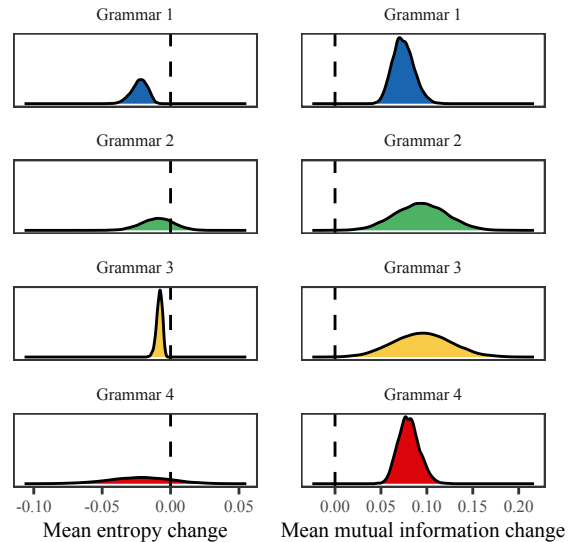 Grammar 1
Grammar 1
Grammar 2
Grammar 2
Grammar 3
Grammar 3
Grammar 4
Grammar 4
-0.10 -0.05 0.00 0.05
0.00 0.05 0.10 0.15 0.20
Mean entropy change
Mean mutual information change